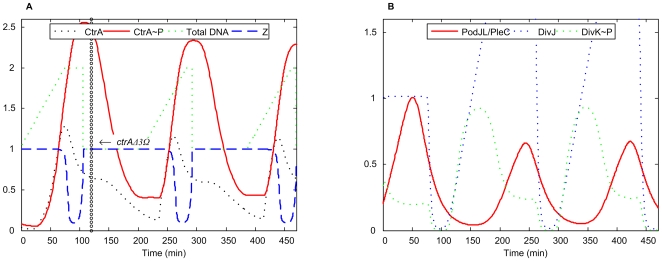 A
B
CtrA CtrA~P Total DNA Z
PodJL/PleC DivJ DivK~P
2.5
2
1.5
1
0.5
0
← ctrAΔ3Ω
0 50 100 150 200 250 300 350 400 450
Time (min)
1.5
1
0.5
0
0 50 100 150 200 250 300 350 400 450
Time (min)